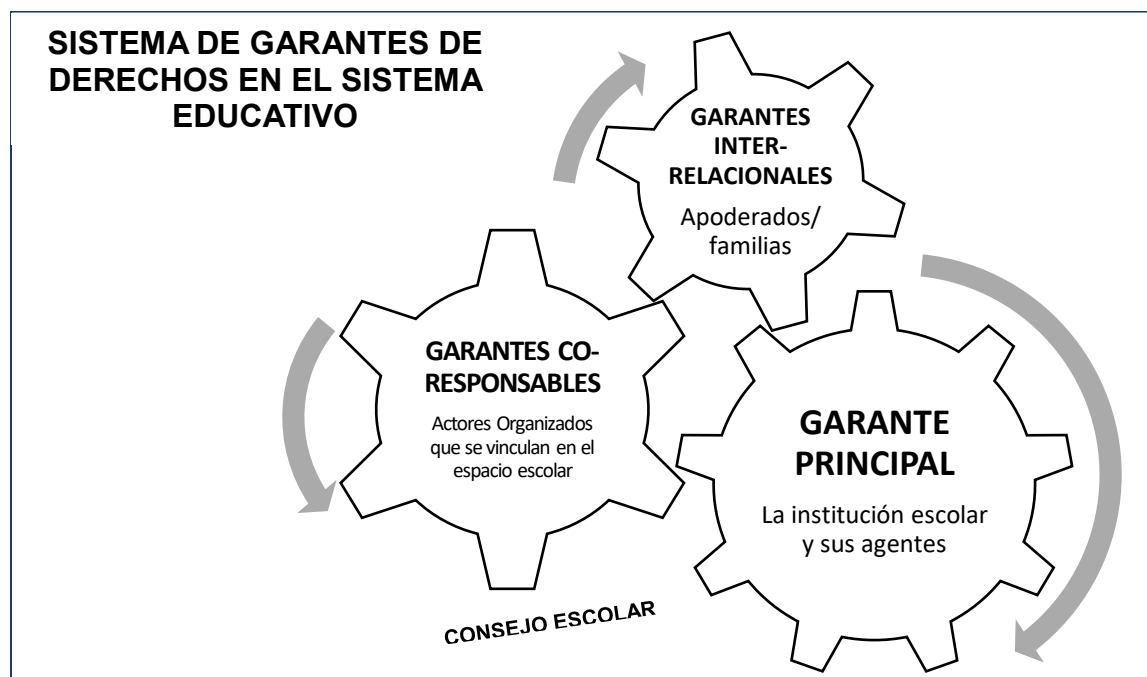 SISTEMA DE GARANTES DE
DERECHOS EN EL SISTEMA
EDUCATIVO
GARANTES
INTER-
RELACIONALES
Apoderados/
familias
GARANTES CO-
RESPONSABLES
Actores Organizados
que se vinculan en el
espacio escolar
GARANTE
PRINCIPAL
La institución escolar
y sus agentes
CONSEJO ESCOLAR